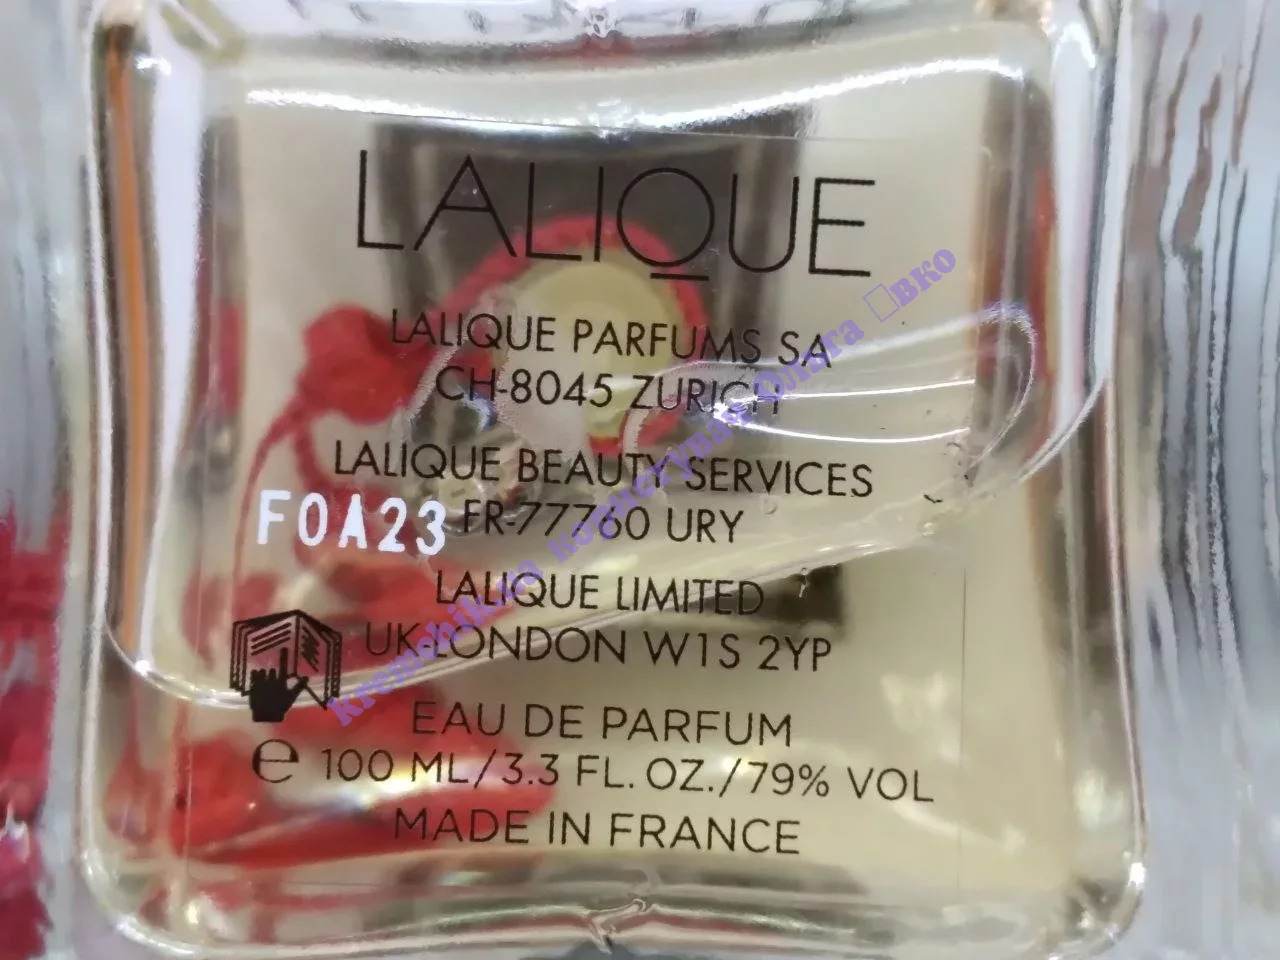 LALIQUE
LALIQUE PARFUMS SA
CH-8045 ZURICH
LALIQUE BEAUTY SERVICES
F0A23 FR-77760 URY
LALIQUE LIMITED
UK-LONDON W1S 2YP
EAU DE PARFUM
℮ 100 ML/3.3 FL. OZ./79% VOL
MADE IN FRANCE
Ольга